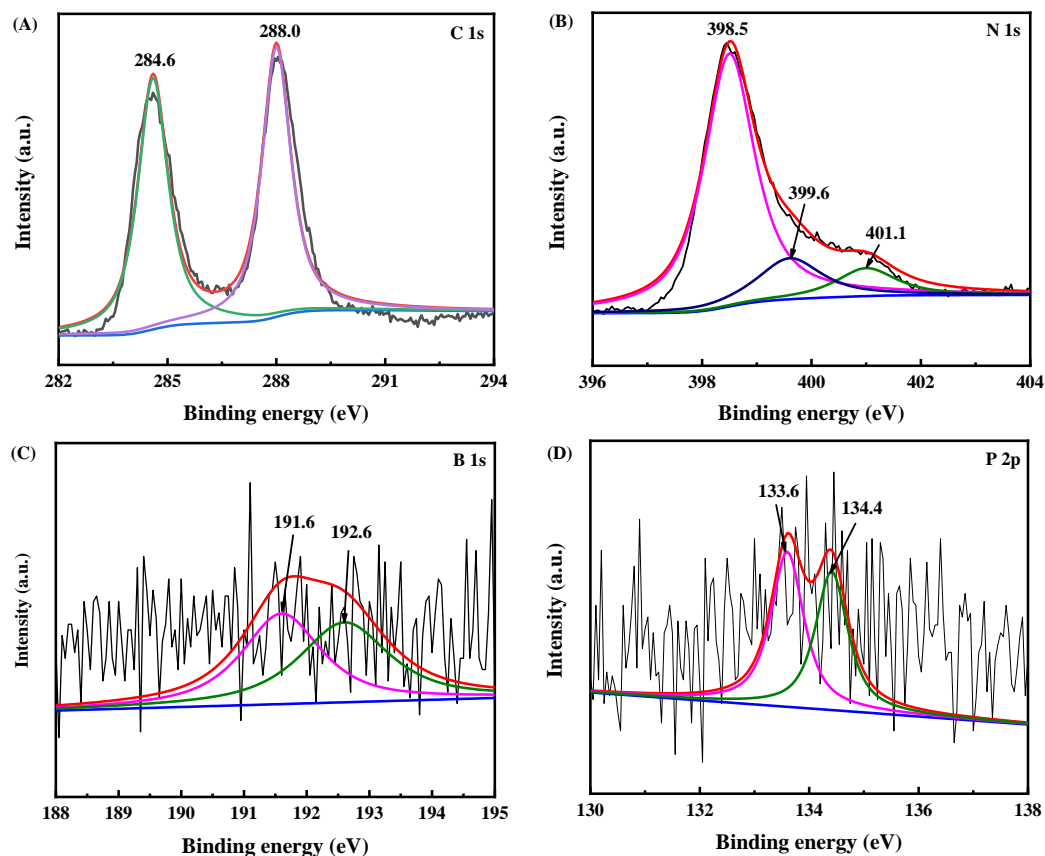 (A)
C 1s
284.6
288.0
Intensity (a.u.)
282 285 288 291 294
Binding energy (eV)
(B)
N 1s
398.5
399.6
401.1
Intensity (a.u.)
396 398 400 402 404
Binding energy (eV)
(C)
B 1s
191.6
192.6
Intensity (a.u.)
188 189 190 191 192 193 194 195
Binding energy (eV)
(D)
P 2p
133.6
134.4
Intensity (a.u.)
130 132 134 136 138
Binding energy (eV)